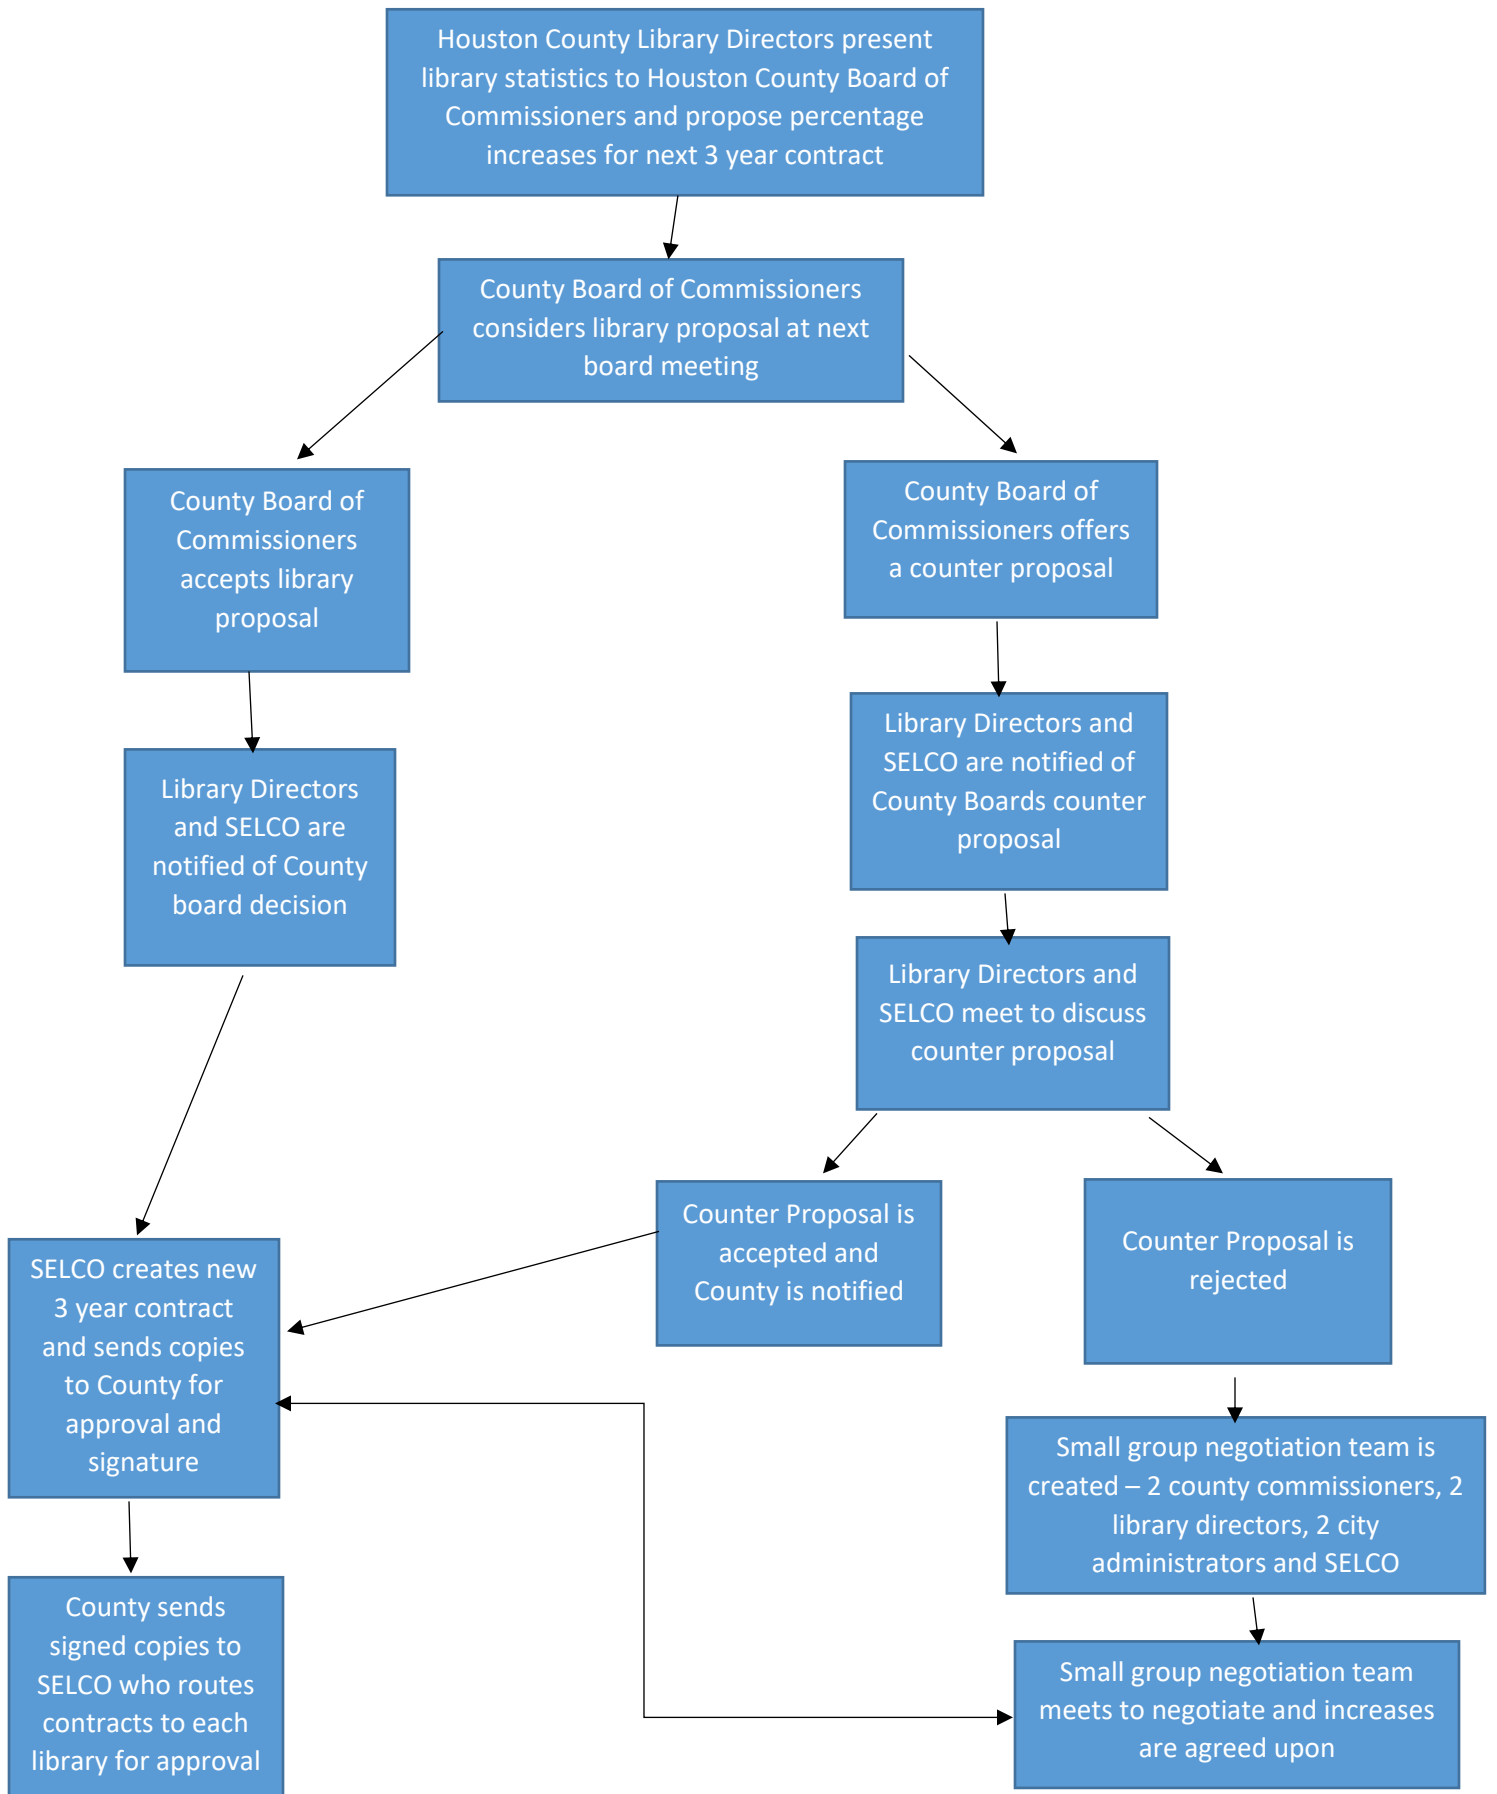 Houston County Library Directors present
library statistics to Houston County Board of
Commissioners and propose percentage
increases for next 3 year contract
County Board of Commissioners
considers library proposal at next
board meeting
County Board of
Commissioners
accepts library
proposal
County Board of
Commissioners offers
a counter proposal
Library Directors
and SELCO are
notified of County
board decision
Library Directors and
SELCO are notified of
County Boards counter
proposal
Library Directors and
SELCO meet to discuss
counter proposal
Counter Proposal is
accepted and
County is notified
Counter Proposal is
rejected
SELCO creates new
3 year contract
and sends copies
to County for
approval and
signature
Small group negotiation team is
created – 2 county commissioners, 2
library directors, 2 city
administrators and SELCO
County sends
signed copies to
SELCO who routes
contracts to each
library for approval
Small group negotiation team
meets to negotiate and increases
are agreed upon